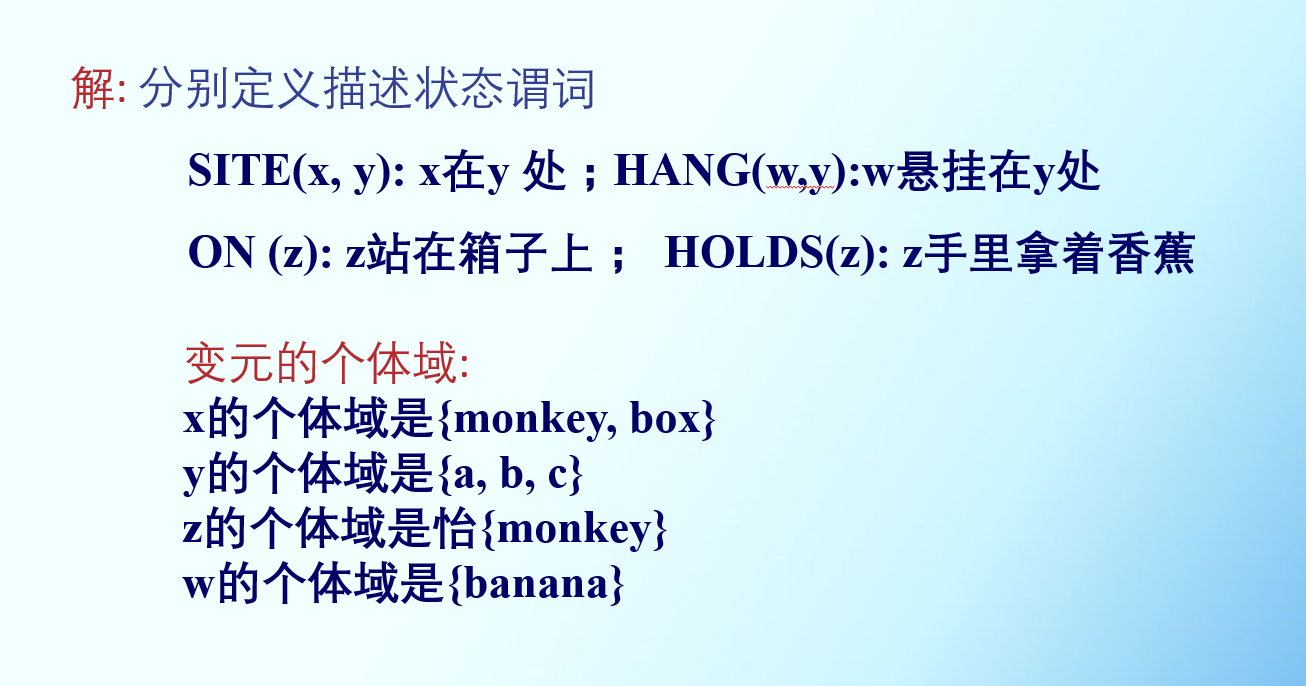 解: 分别定义描述状态谓词
SITE(x, y): x在y 处；HANG(w,y):w悬挂在y处
ON (z): z站在箱子上 ； HOLDS(z): z手里拿着香蕉
变元的个体域:
x的个体域是{monkey, box}
y的个体域是{a, b, c}
z的个体域是怡{monkey}
w的个体域是{banana}